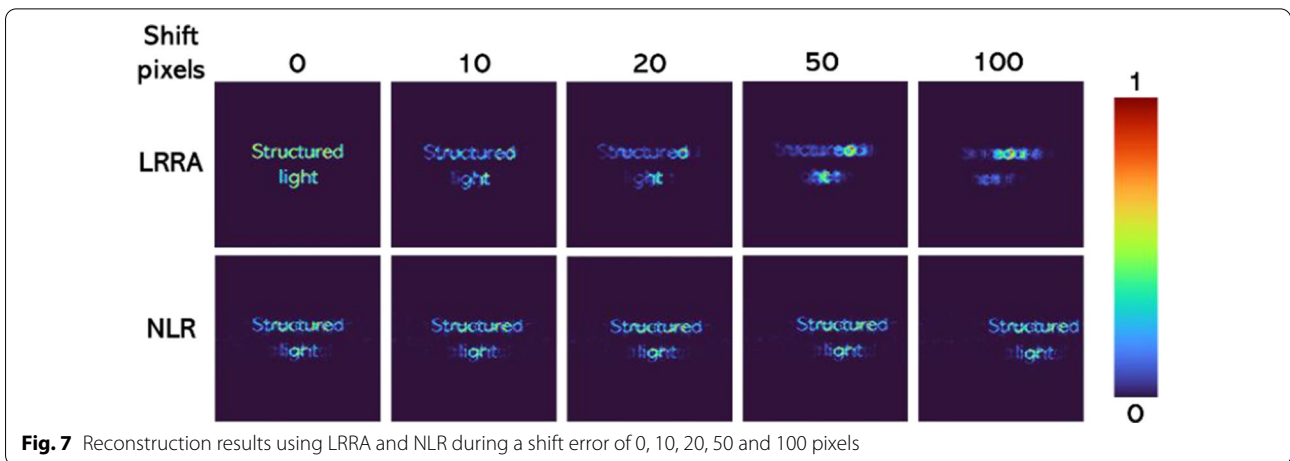 Shift
pixels 0 10 20 50 100
1
LRRA
Structured
light
Structured
light
Structured
light
NLR
Structured
light
Structured
light
Structured
light
Structured
light
Structured
light
0
Fig. 7 Reconstruction results using LRRA and NLR during a shift error of 0, 10, 20, 50 and 100 pixels